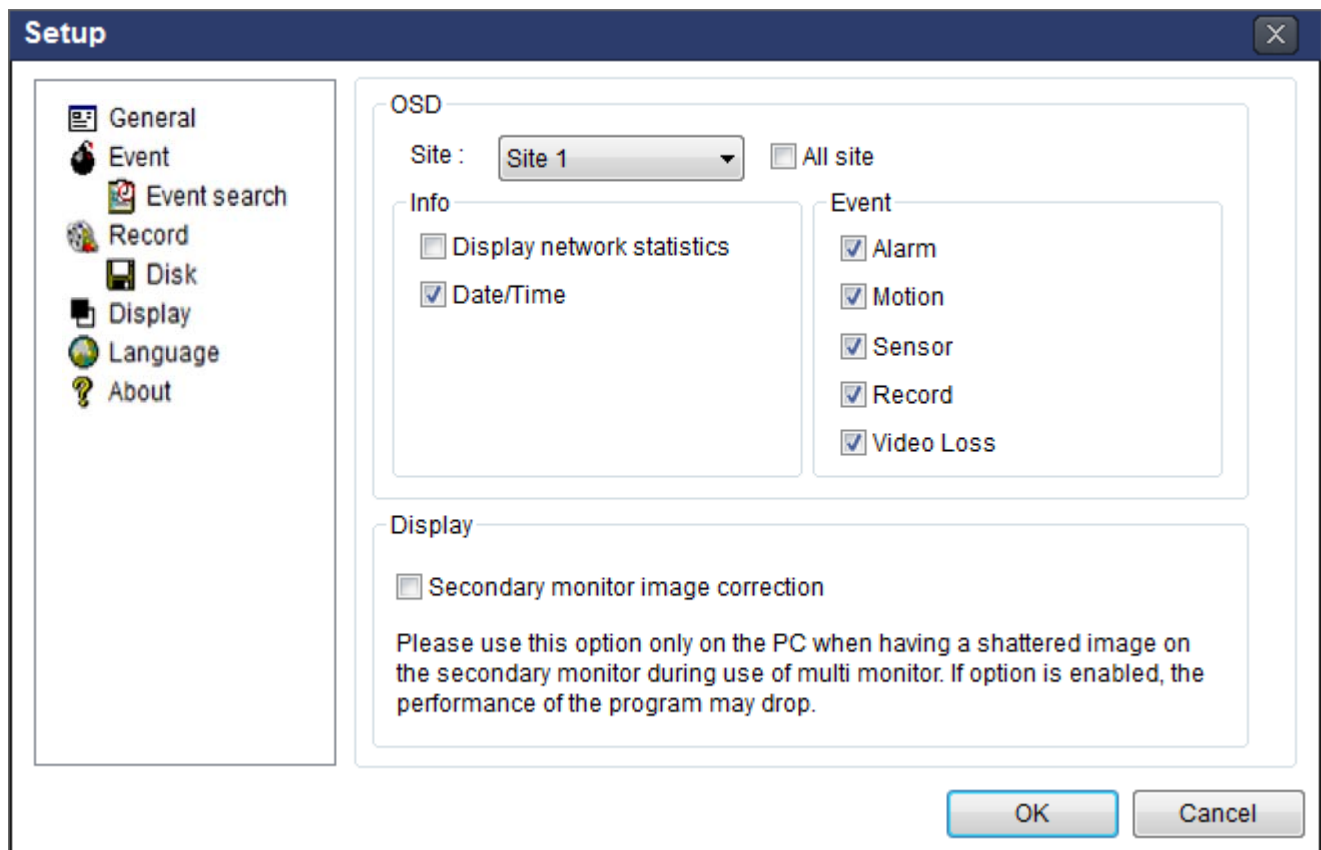 Setup
General
Event
Event search
Record
Disk
Display
Language
About
OSD
Site :
Site 1
All site
Info
Display network statistics
Date/Time
Event
Alarm
Motion
Sensor
Record
Video Loss
Display
Secondary monitor image correction
Please use this option only on the PC when having a shattered image on
the secondary monitor during use of multi monitor. If option is enabled, the
performance of the program may drop.
OK
Cancel